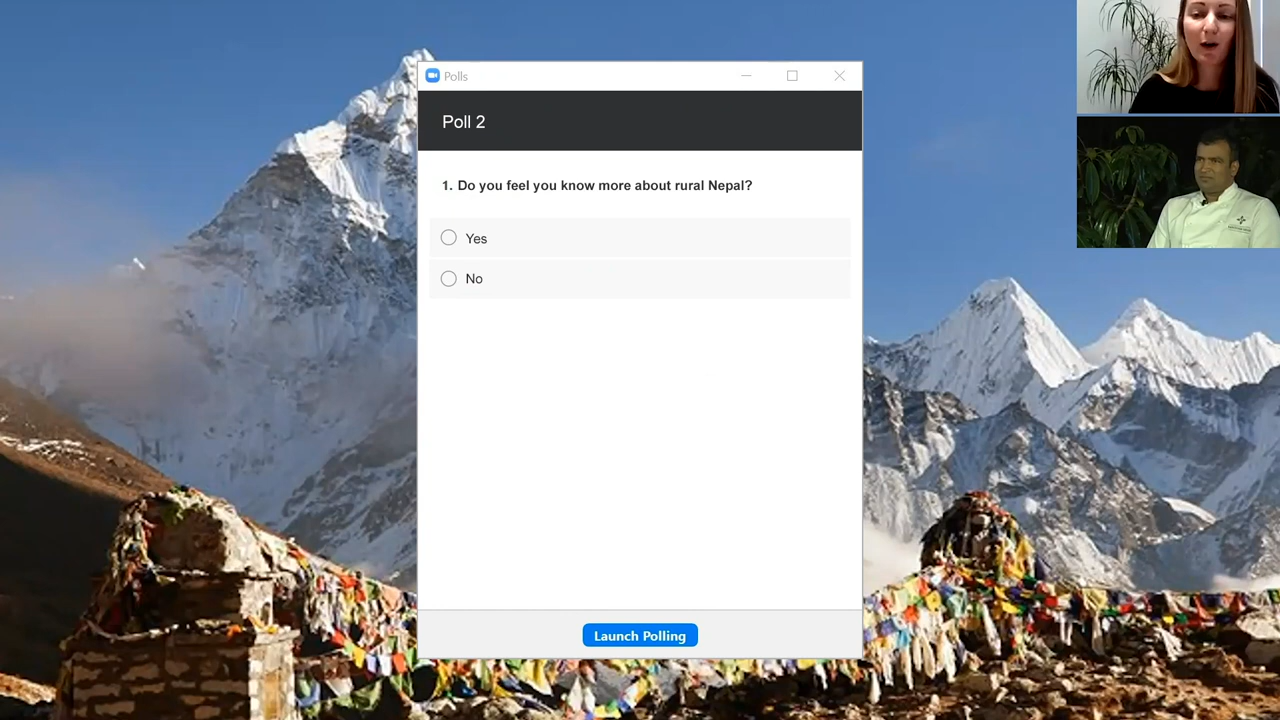 Polls
Poll 2
1. Do you feel you know more about rural Nepal?
Yes
No
Launch Polling